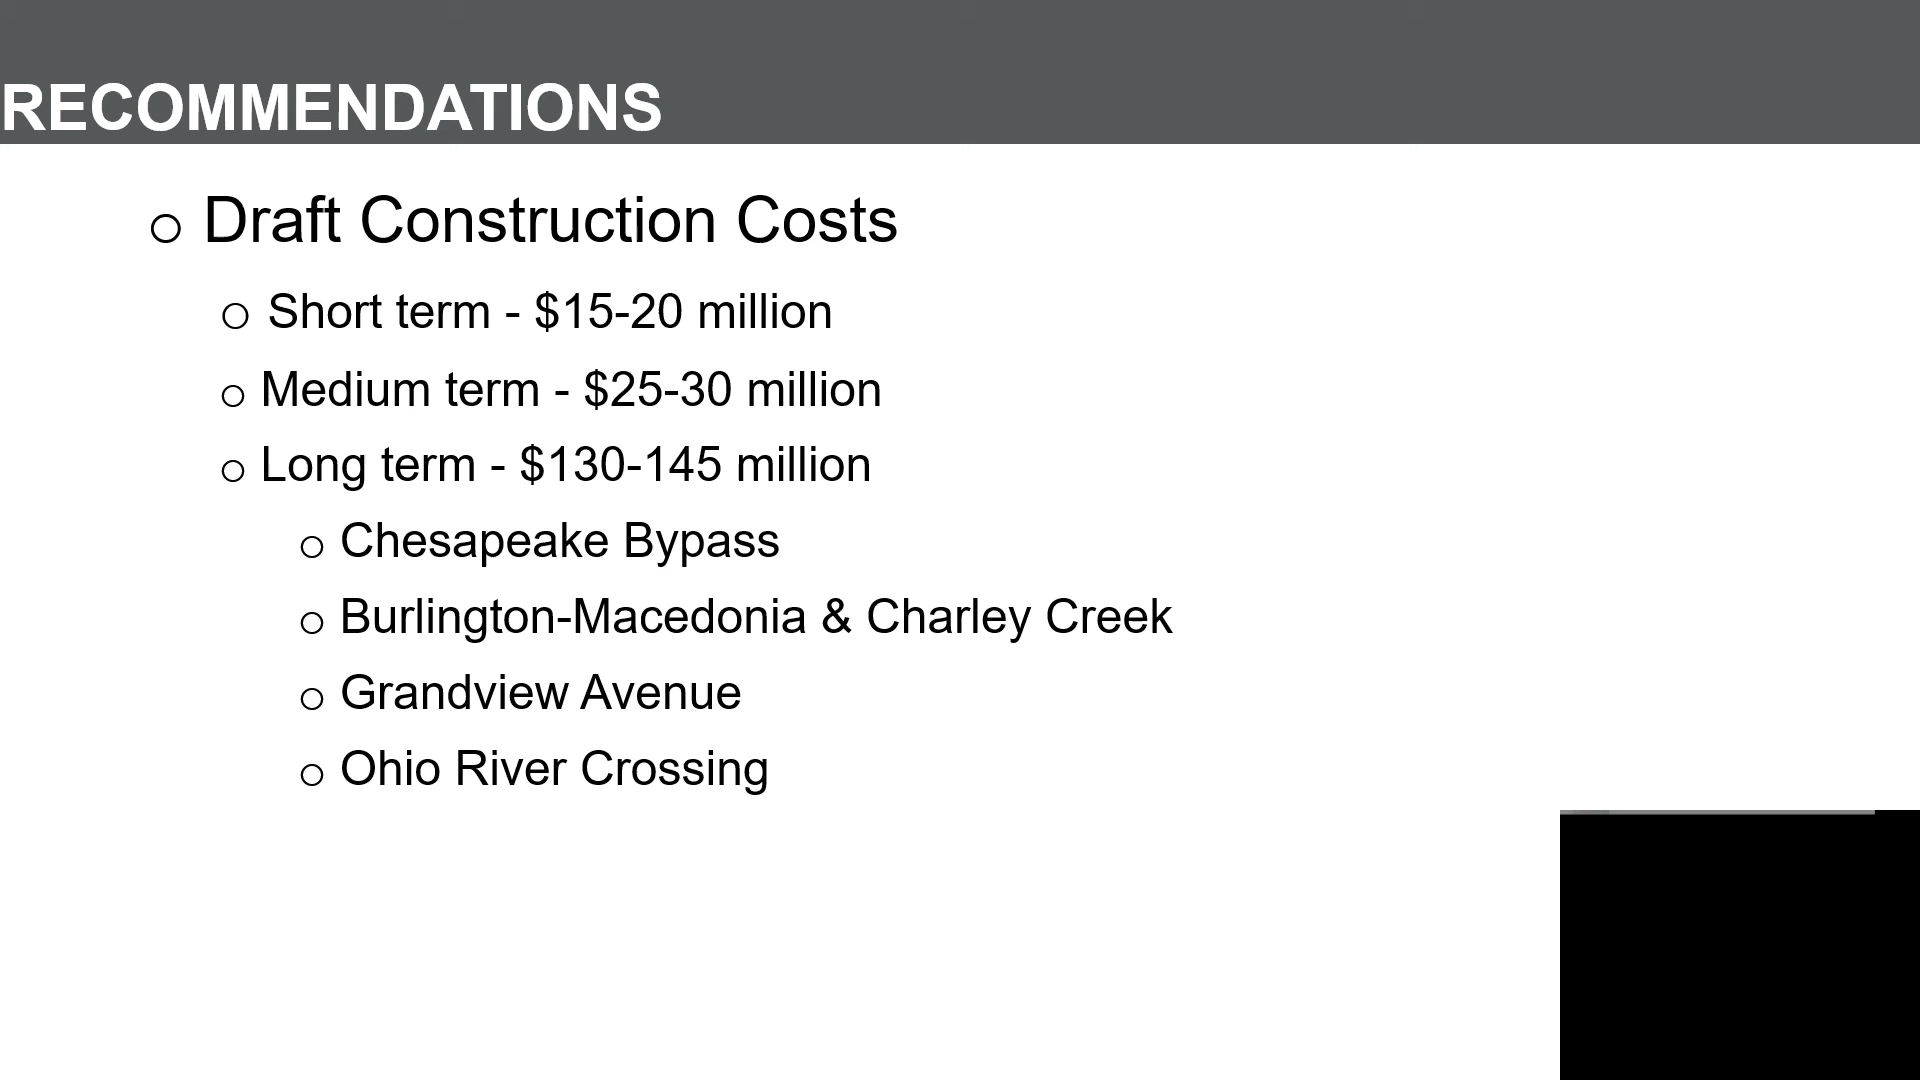 RECOMMENDATIONS
Draft Construction Costs
Short term - $15-20 million
Medium term - $25-30 million
Long term - $130-145 million
Chesapeake Bypass
Burlington-Macedonia & Charley Creek
Grandview Avenue
Ohio River Crossing